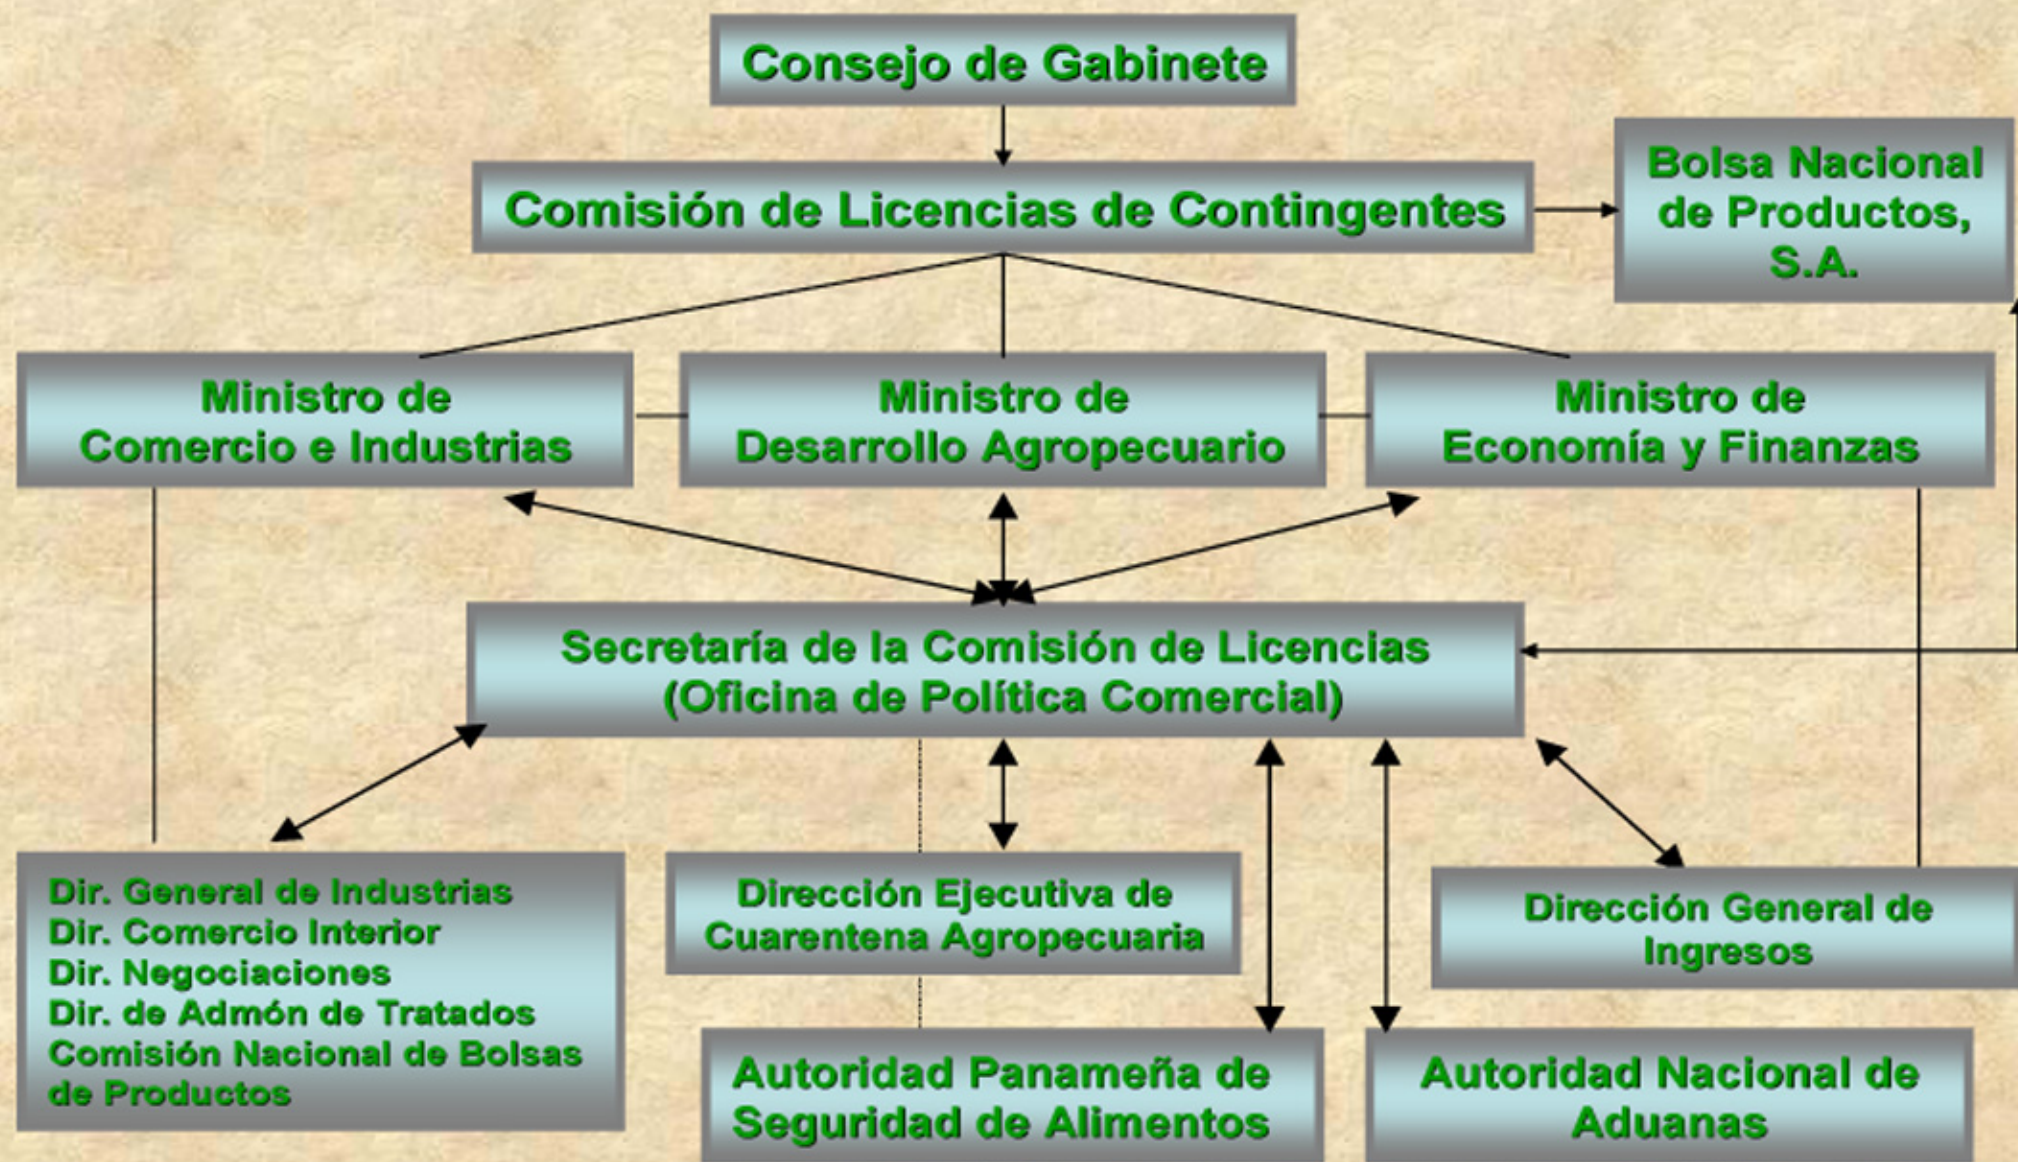 Consejo de Gabinete
Comisión de Licencias de Contingentes
Bolsa Nacional
de Productos,
S.A.
Ministro de
Comercio e Industrias
Ministro de
Desarrollo Agropecuario
Ministro de
Economía y Finanzas
Secretaría de la Comisión de Licencias
(Oficina de Política Comercial)
Dir. General de Industrias
Dir. Comercio Interior
Dir. Negociaciones
Dir. de Admón de Tratados
Comisión Nacional de Bolsas
de Productos
Dirección Ejecutiva de
Cuarentena Agropecuaria
Dirección General de
Ingresos
Autoridad Panameña de
Seguridad de Alimentos
Autoridad Nacional de
Aduanas